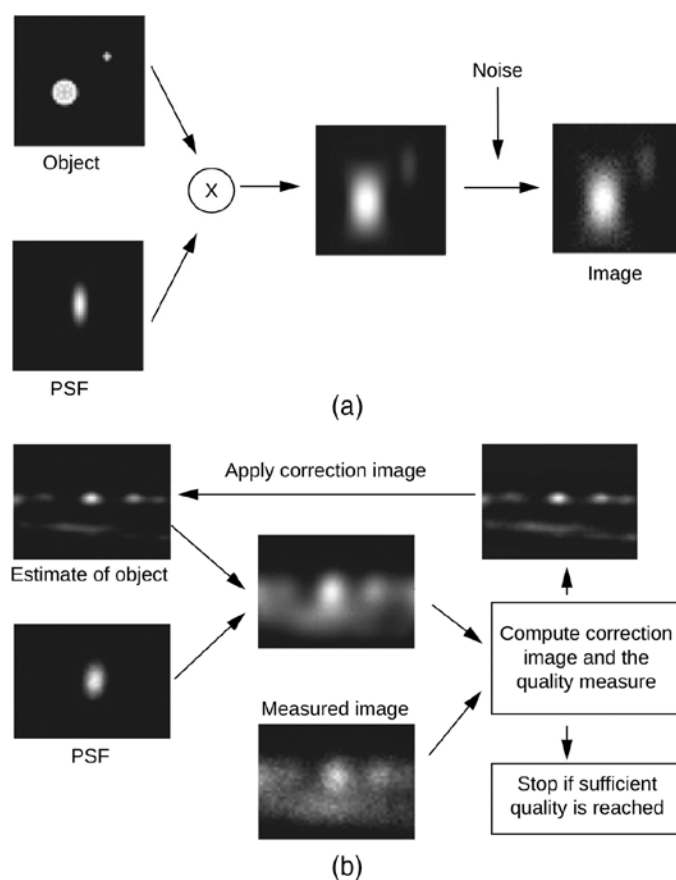 Object
X
Noise
Image
PSF
(a)
Apply correction image
Estimate of object
Compute correction
image and the
quality measure
Measured image
PSF
Stop if sufficient
quality is reached
(b)